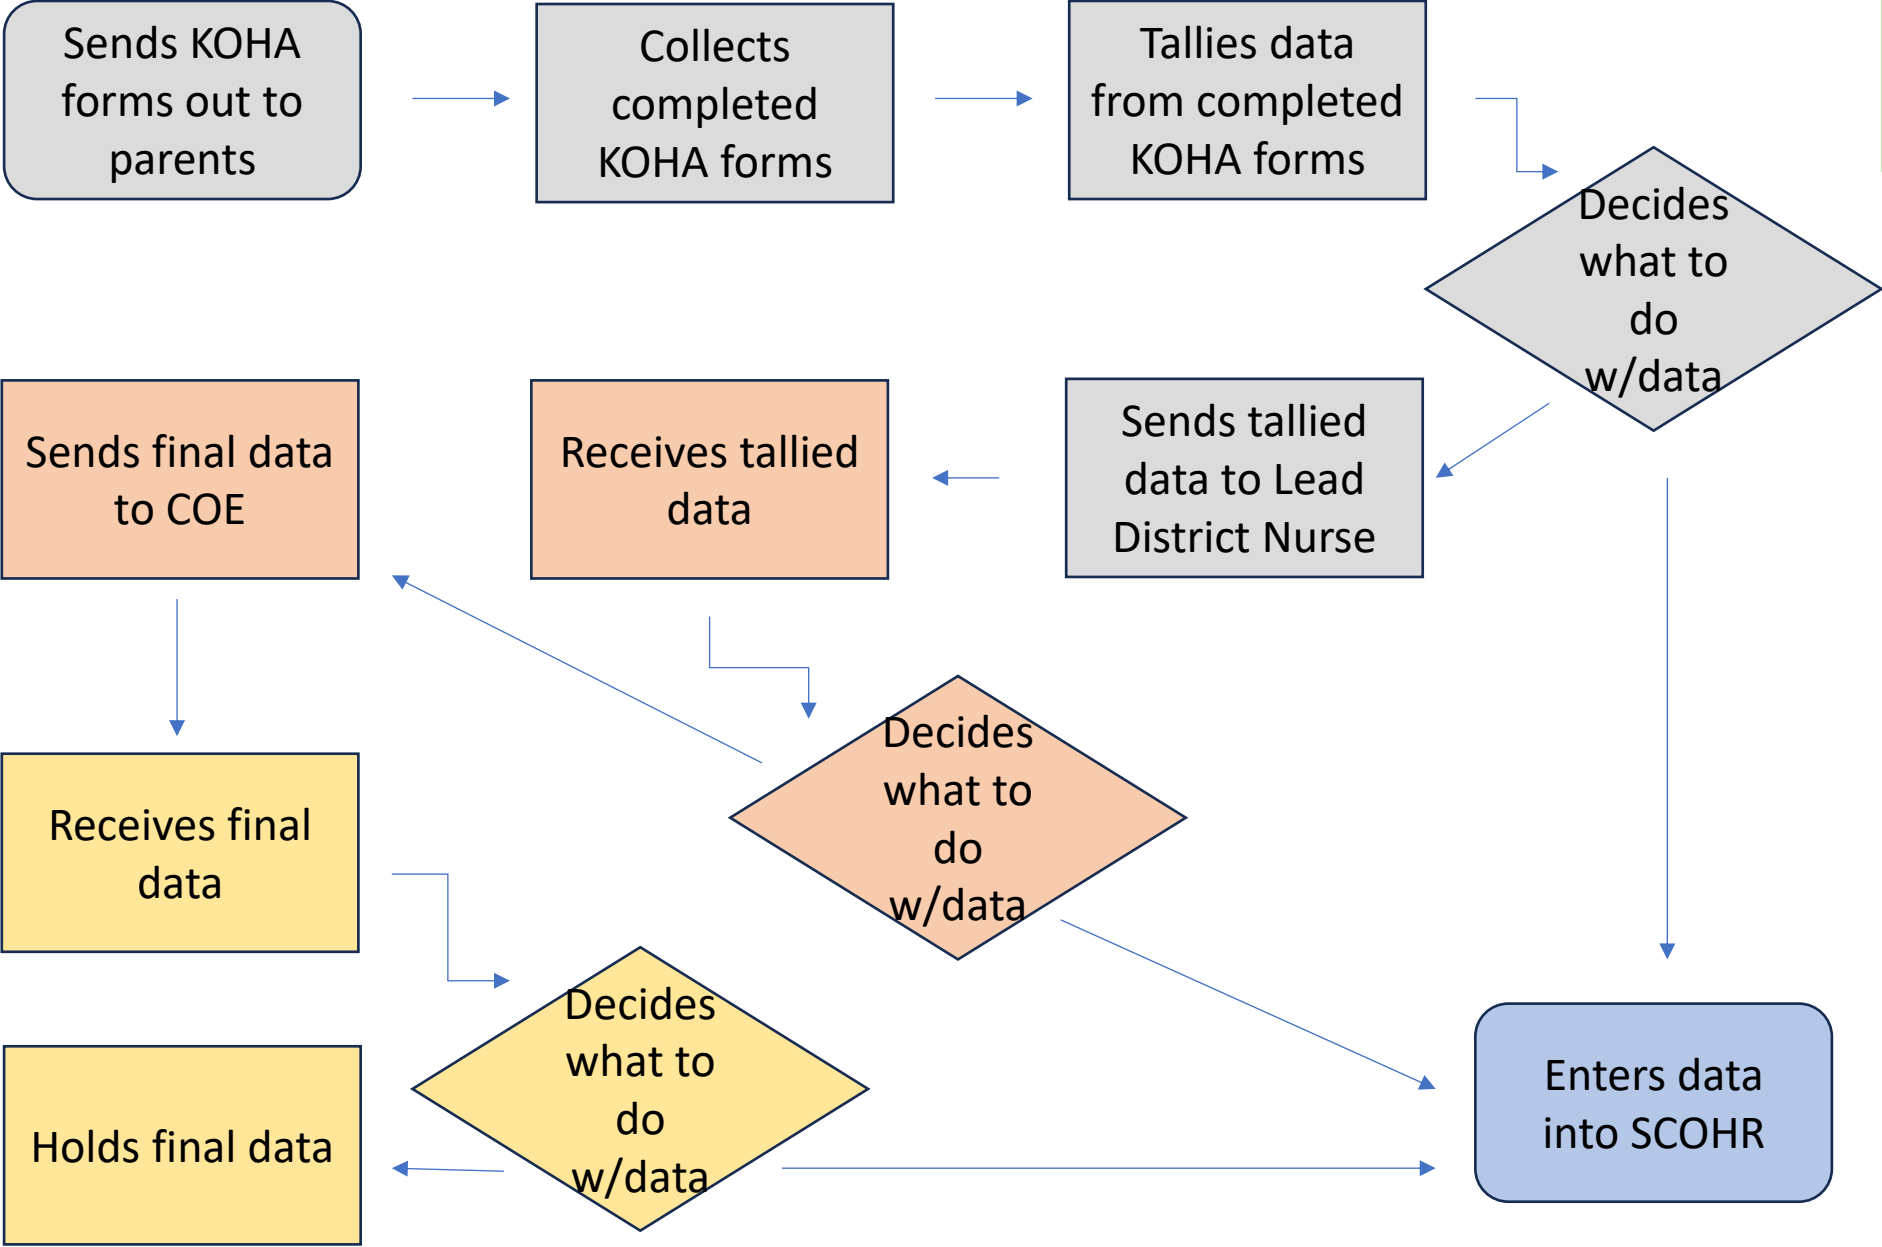 Sends KOHA
forms out to
parents
Collects
completed
KOHA forms
Tallies data
from completed
KOHA forms
Decides
what to
do
w/data
Sends final data
to COE
Receives tallied
data
Sends tallied
data to Lead
District Nurse
Decides
what to
do
w/data
Receives final
data
Decides
what to
do
w/data
Holds final data
Enters data
into SCOHR